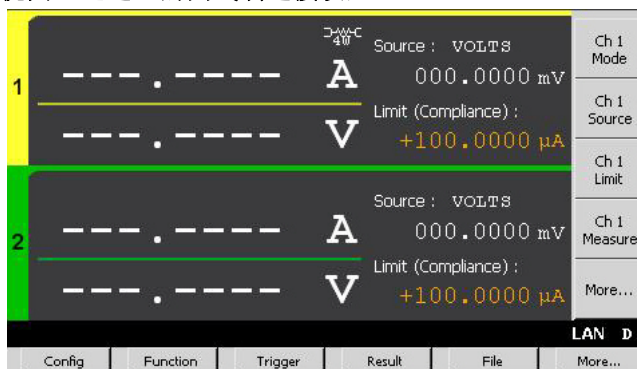 1
---.---- A
---.---- V
4W
Source : VOLTS
000.0000 mV
Limit (Compliance) :
+100.0000 µA
2
---.---- A
---.---- V
Source : VOLTS
000.0000 mV
Limit (Compliance) :
+100.0000 µA
Ch 1
Mode
Ch 1
Source
Ch 1
Limit
Ch 1
Measure
More...
LAN D
Config Function Trigger Result File More...